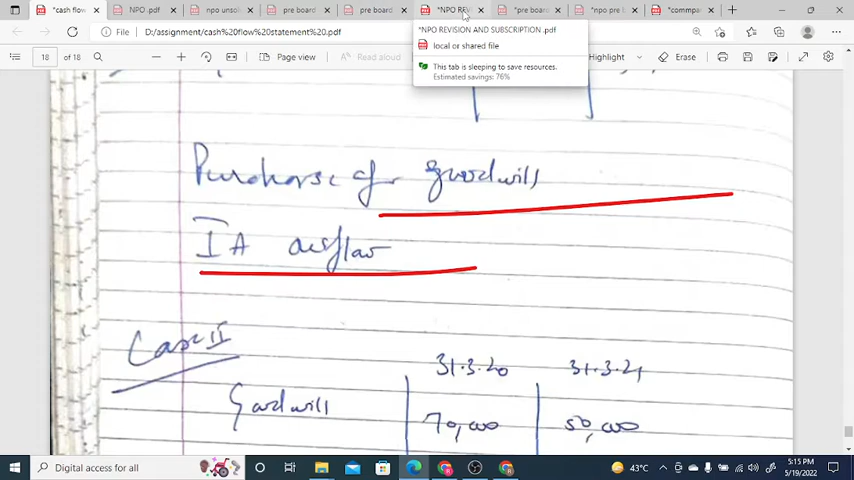 *cash flow
NPO.pdf
npo unsol
pre board
pre board
*NPO REVI
*pre board
*npo pre b
*commpar
File
D:/assignment/cash%20flow%20statement%20.pdf
*NPO REVISION AND SUBSCRIPTION .pdf
local or shared file
This tab is sleeping to save resources.
Estimated savings: 76%
18 of 18
Page view
Read aloud
Highlight
Erase
Purchase of goodwills
IA outflow
Case II
31.3.20 31.3.21
Goodwill 70,000 50,000
Digital access for all
43°C
5:15 PM
5/19/2022